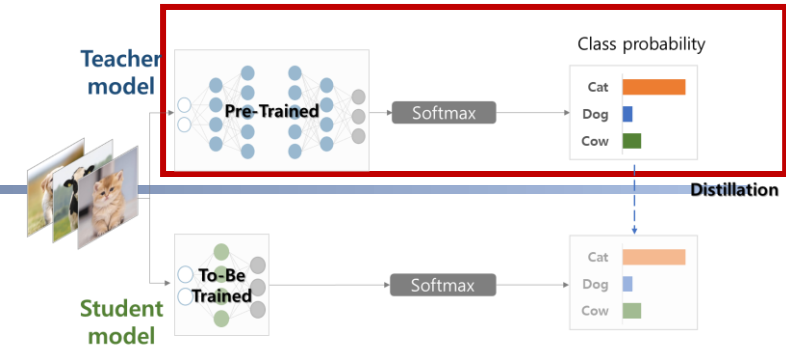 Class probability
Teacher
model
Pre-Trained
Softmax
Cat
Dog
Cow
Distillation
To-Be
Trained
Softmax
Cat
Dog
Cow
Student
model